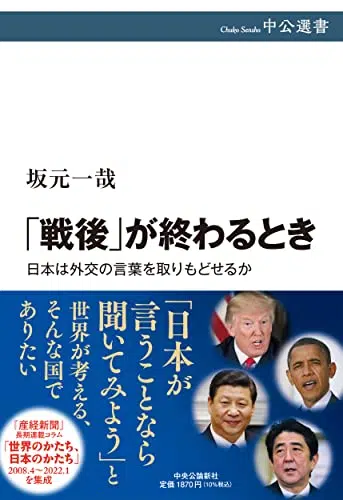 Chuko Sensho 中公選書
坂元一哉
「戦後」が終わるとき
日本は外交の言葉を取りもどせるか
「日本が
言うことなら
聞いてみよう」と
世界が考える、
そんな国で
ありたい
「産経新聞」
長期連載コラム
「世界のかたち、
日本のかたち」
2008.4〜2022.1
を集成
中央公論新社
定価1870円(10%税込)